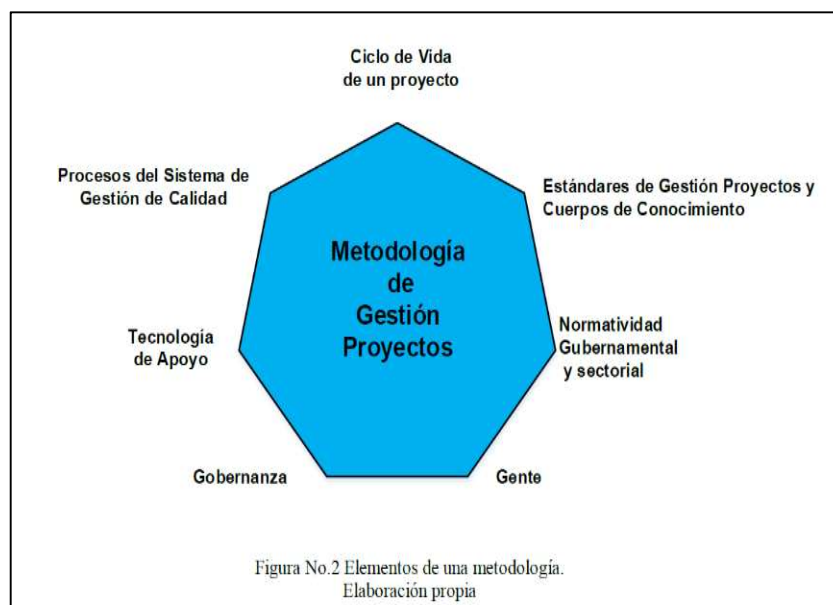 Ciclo de Vida
de un proyecto
Procesos del Sistema de
Gestión de Calidad
Estándares de Gestión Proyectos y
Cuerpos de Conocimiento
Metodología
de
Gestión
Proyectos
Tecnología
de Apoyo
Normatividad
Gubernamental
y sectorial
Gobernanza
Gente
Figura No.2 Elementos de una metodología.
Elaboración propia